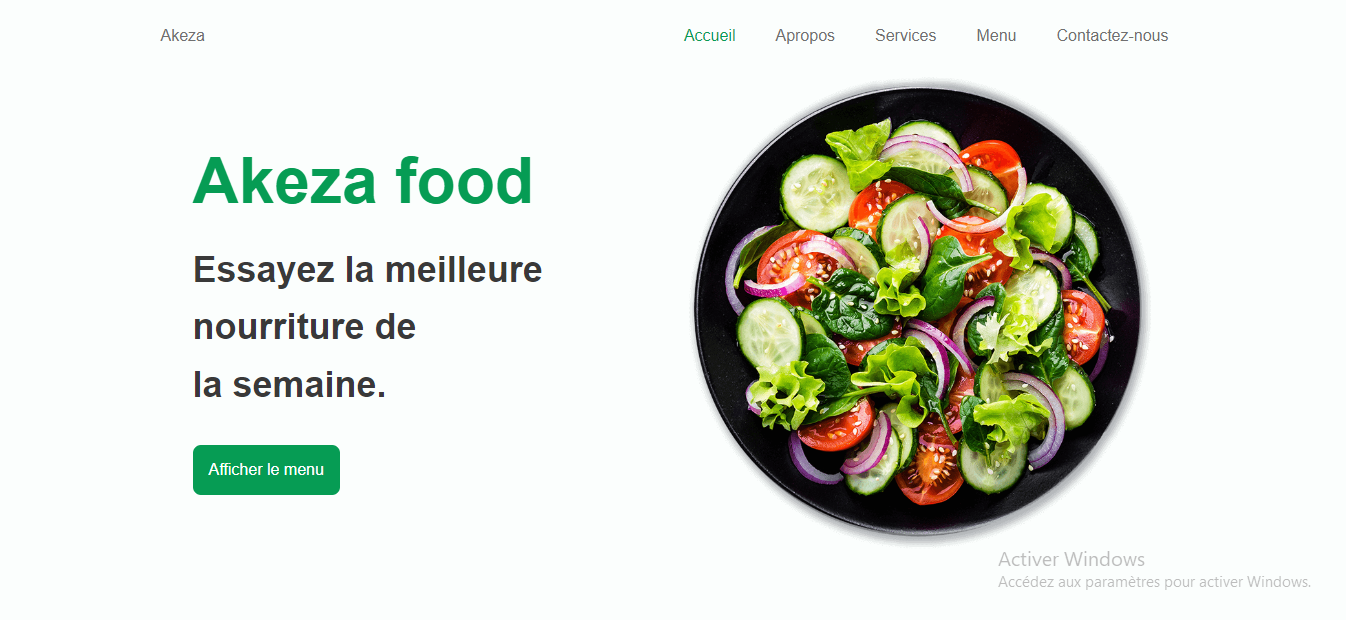 Akeza
Accueil
Apropos
Services
Menu
Contactez-nous
Akeza food
Essayez la meilleure
nourriture de
la semaine.
Afficher le menu
Activer Windows
Accédez aux paramètres pour activer Windows.